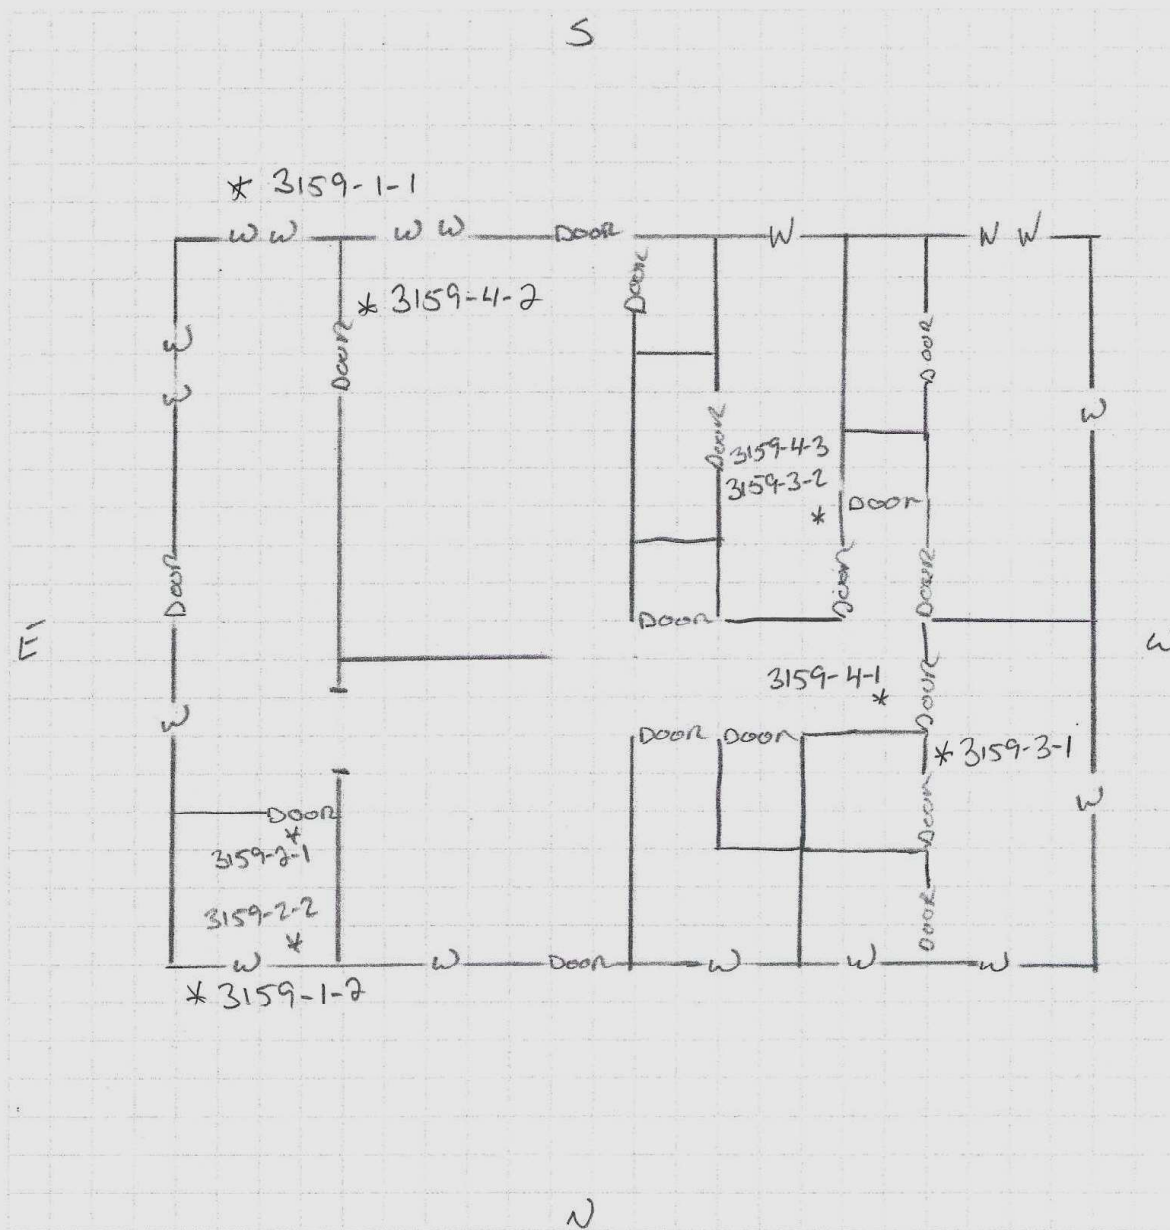 S
* 3159-1-1
W W W W DOOR W N W
* 3159-4-2
DOOR
DOOR
DOOR
W
W
W
DOOR
3159-4-3
3159-3-2
*
DOOR
DOOR
DOOR
DOOR
DOOR
E
W
3159-4-1
*
DOOR
W
DOOR DOOR
* 3159-3-1
W
DOOR
DOOR
*
3159-2-1
3159-2-2
*
DOOR
W W DOOR W W W
* 3159-1-2
N